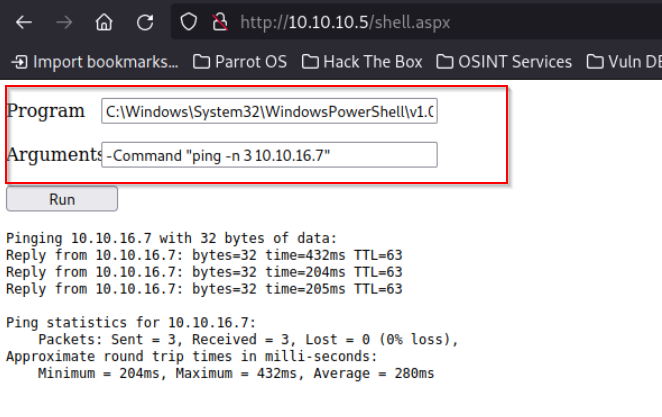 http://10.10.10.5/shell.aspx
Import bookmarks... Parrot OS Hack The Box OSINT Services Vuln DE
Program C:\Windows\System32\WindowsPowerShell\v1.0
Arguments -Command "ping -n 3 10.10.16.7"
Run
Pinging 10.10.16.7 with 32 bytes of data:
Reply from 10.10.16.7: bytes=32 time=432ms TTL=63
Reply from 10.10.16.7: bytes=32 time=204ms TTL=63
Reply from 10.10.16.7: bytes=32 time=205ms TTL=63
Ping statistics for 10.10.16.7:
Packets: Sent = 3, Received = 3, Lost = 0 (0% loss),
Approximate round trip times in milli-seconds:
Minimum = 204ms, Maximum = 432ms, Average = 280ms